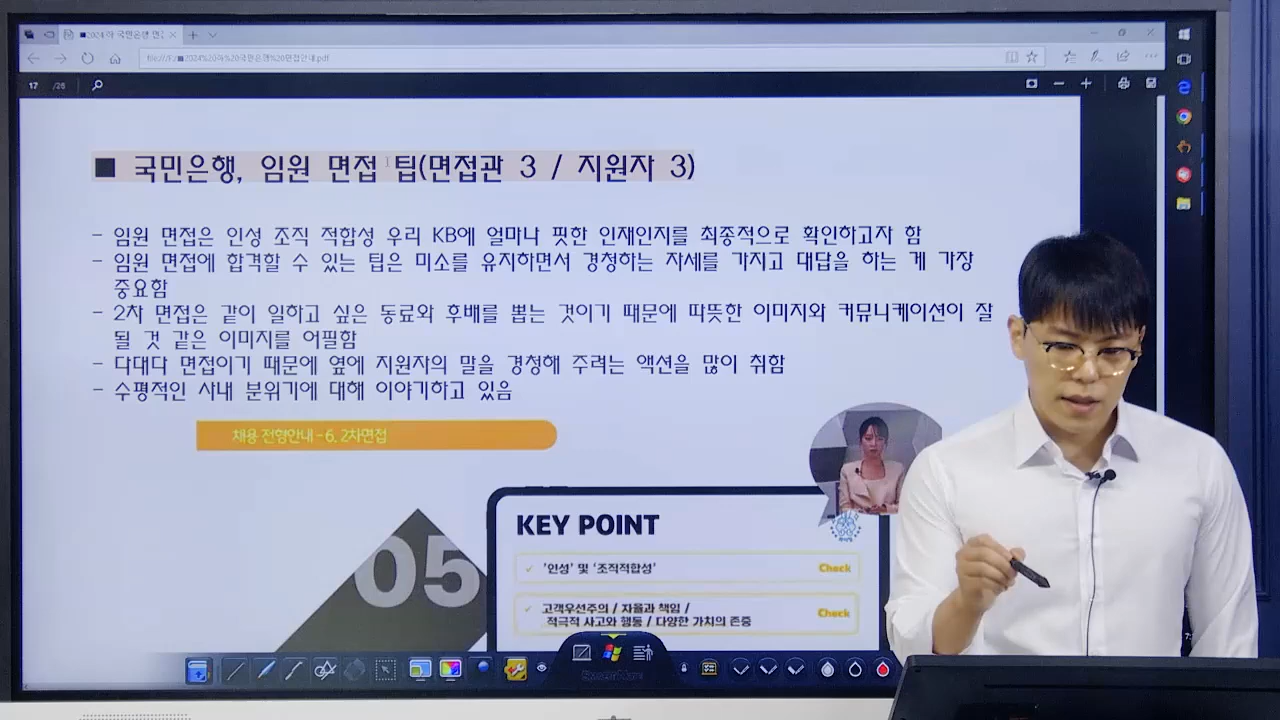 17 /26
■ 국민은행, 임원 면접 팁(면접관 3 / 지원자 3)
- 임원 면접은 인성 조직 적합성 우리 KB에 얼마나 핏한 인재인지를 최종적으로 확인하고자 함
- 임원 면접에 합격할 수 있는 팁은 미소를 유지하면서 경청하는 자세를 가지고 대답을 하는 게 가장
중요함
- 2차 면접은 같이 일하고 싶은 동료와 후배를 뽑는 것이기 때문에 따뜻한 이미지와 커뮤니케이션이 잘
될 것 같은 이미지를 어필함
- 다대다 면접이기 때문에 옆에 지원자의 말을 경청해 주려는 액션을 많이 취함
- 수평적인 사내 분위기에 대해 이야기하고 있음
채용 전형안내 - 6. 2차면접
05
KEY POINT
✓ '인성' 및 '조직적합성' Check
✓ 고객우선주의 / 자율과 책임 / Check
적극적 사고와 행동 / 다양한 가치의 존중